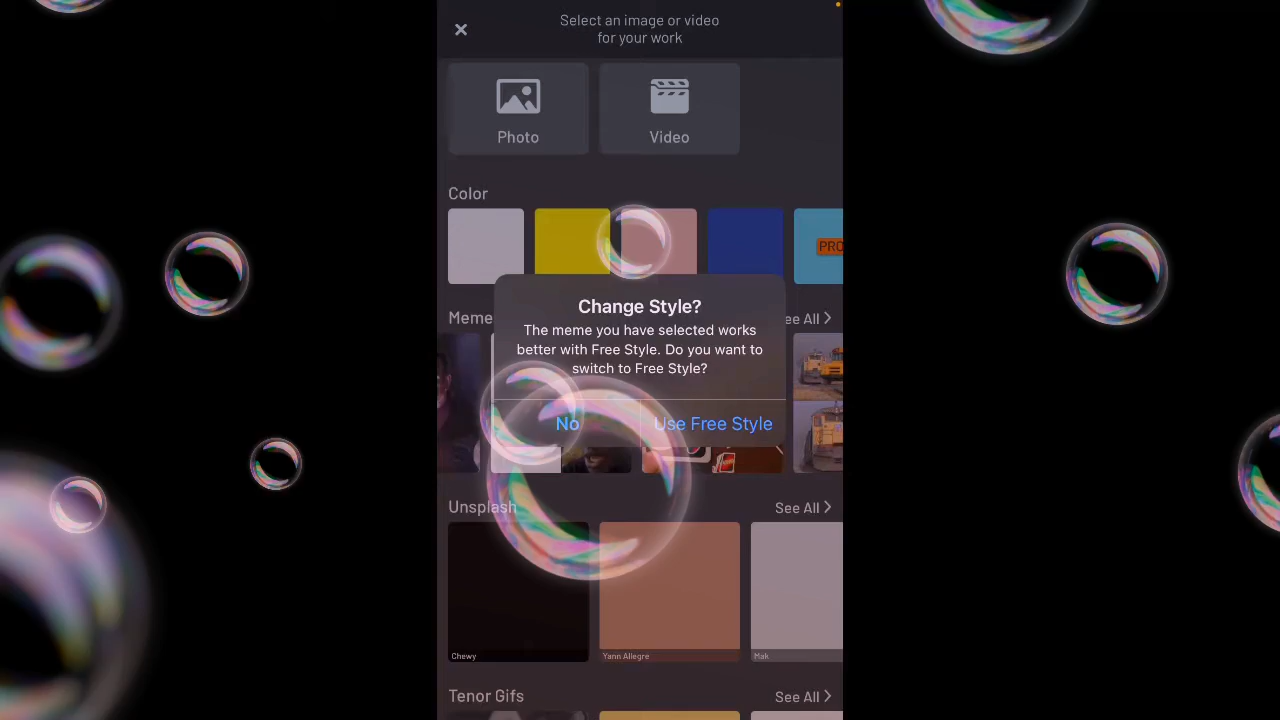 Select an image or video
for your work
Photo
Video
Color
PRO
Meme
See All
Change Style?
The meme you have selected works
better with Free Style. Do you want to
switch to Free Style?
No
Use Free Style
Unsplash
See All
Chewy
Yann Allegre
Mak
Tenor Gifs
See All